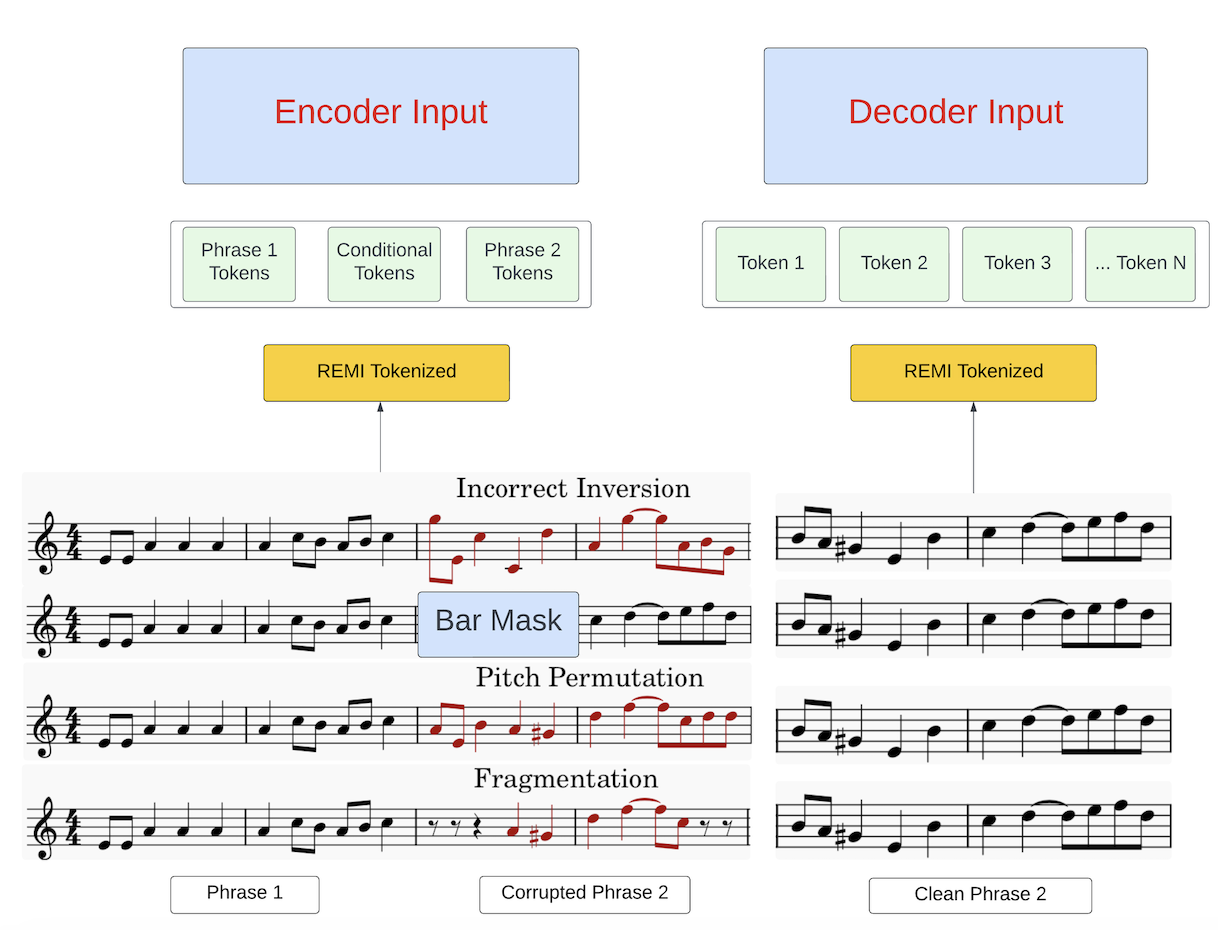 Encoder Input
Decoder Input
Phrase 1
Tokens
Conditional
Tokens
Phrase 2
Tokens
Token 1
Token 2
Token 3
... Token N
REMI Tokenized
REMI Tokenized
Incorrect Inversion
Bar Mask
Pitch Permutation
Fragmentation
Phrase 1
Corrupted Phrase 2
Clean Phrase 2